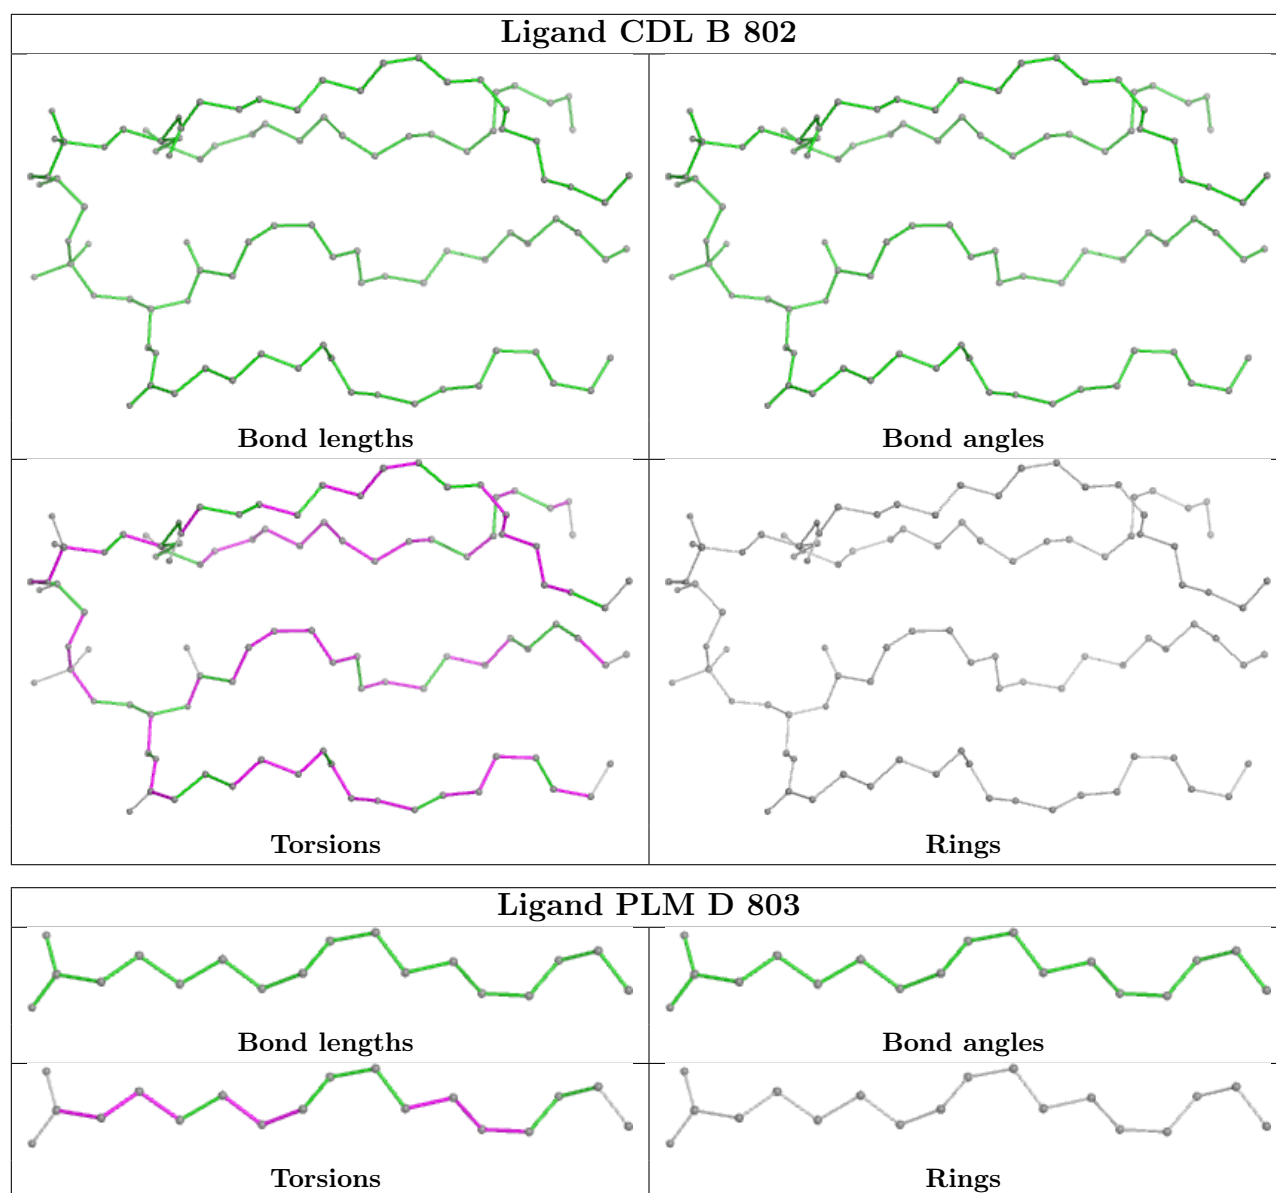 Ligand CDL B 802
Bond lengths
Bond angles
Torsions
Rings
Ligand PLM D 803
Bond lengths
Bond angles
Torsions
Rings